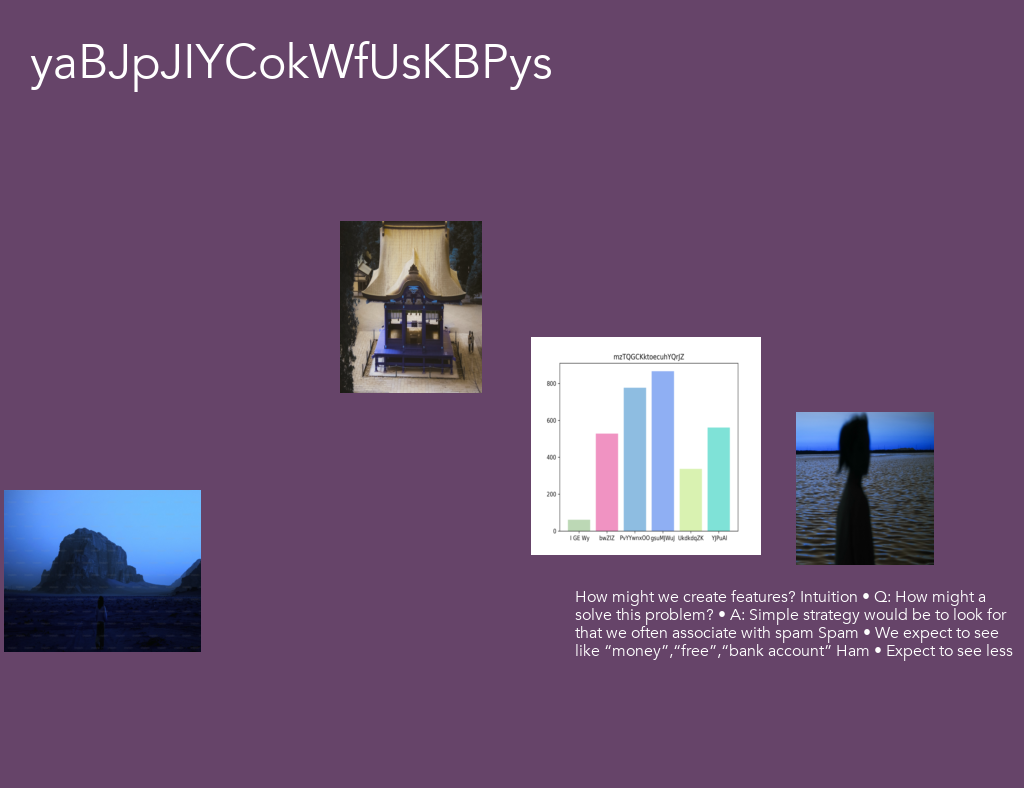 yaBJpJIYCokWfUsKBPys
mzTQGCKktoecuhYQrJZ
800
600
400
200
0
I GE Wy bwZIZ PvYYwnxOO gsuMJWuJ UkdkdqZK YJPuAI
How might we create features? Intuition • Q: How might a
solve this problem? • A: Simple strategy would be to look for
that we often associate with spam Spam • We expect to see
like “money”,“free”,“bank account” Ham • Expect to see less